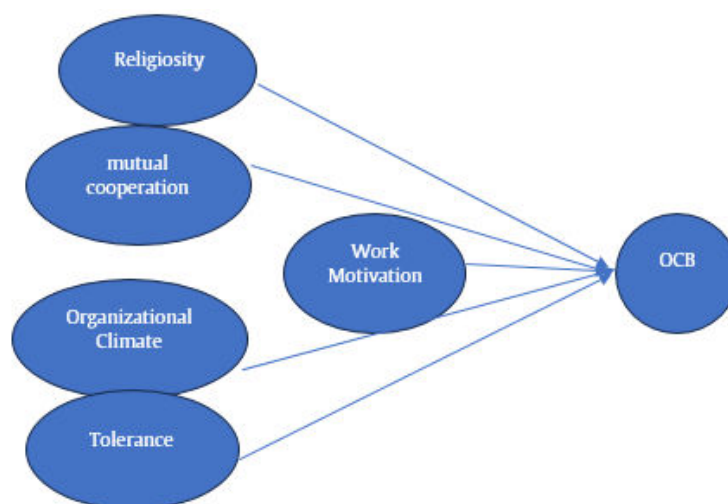 Religiosity
mutual
cooperation
Work
Motivation
OCB
Organizational
Climate
Tolerance